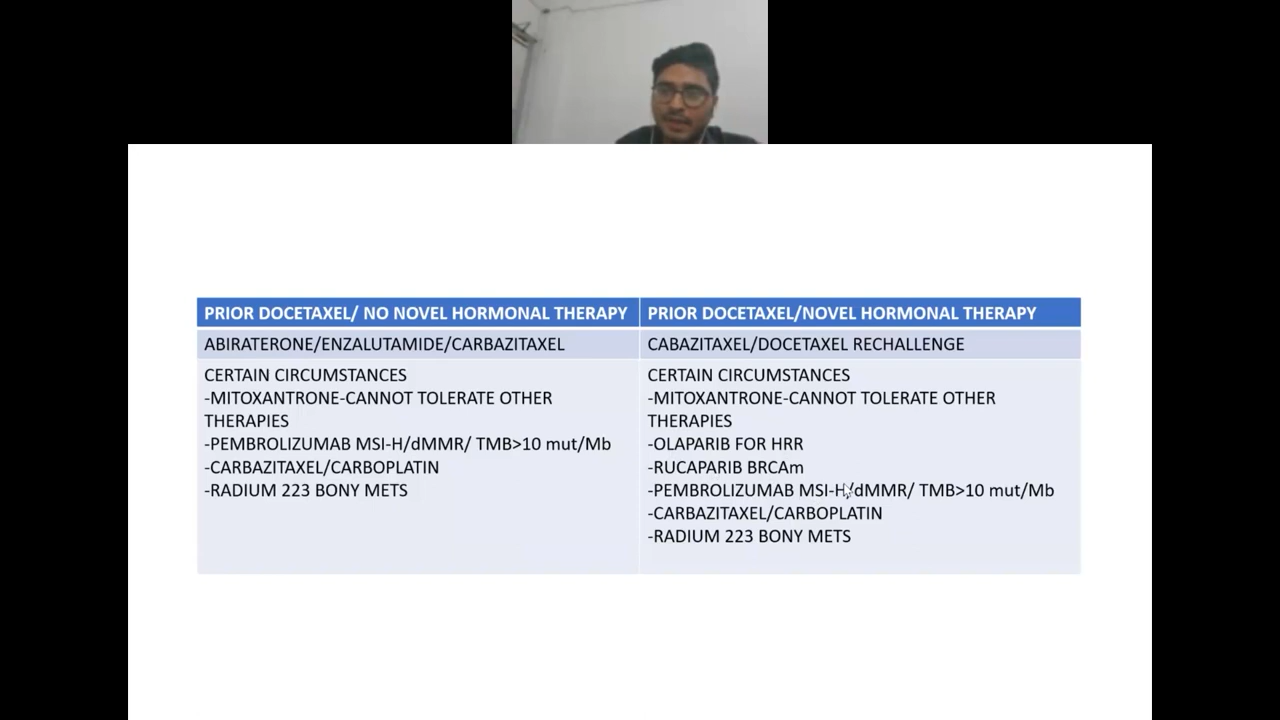 PRIOR DOCETAXEL/ NO NOVEL HORMONAL THERAPY
PRIOR DOCETAXEL/NOVEL HORMONAL THERAPY
ABIRATERONE/ENZALUTAMIDE/CARBAZITAXEL
CABAZITAXEL/DOCETAXEL RECHALLENGE
CERTAIN CIRCUMSTANCES
-MITOXANTRONE-CANNOT TOLERATE OTHER
THERAPIES
-PEMBROLIZUMAB MSI-H/dMMR/ TMB>10 mut/Mb
-CARBAZITAXEL/CARBOPLATIN
-RADIUM 223 BONY METS
CERTAIN CIRCUMSTANCES
-MITOXANTRONE-CANNOT TOLERATE OTHER
THERAPIES
-OLAPARIB FOR HRR
-RUCAPARIB BRCAm
-PEMBROLIZUMAB MSI-H/dMMR/ TMB>10 mut/Mb
-CARBAZITAXEL/CARBOPLATIN
-RADIUM 223 BONY METS